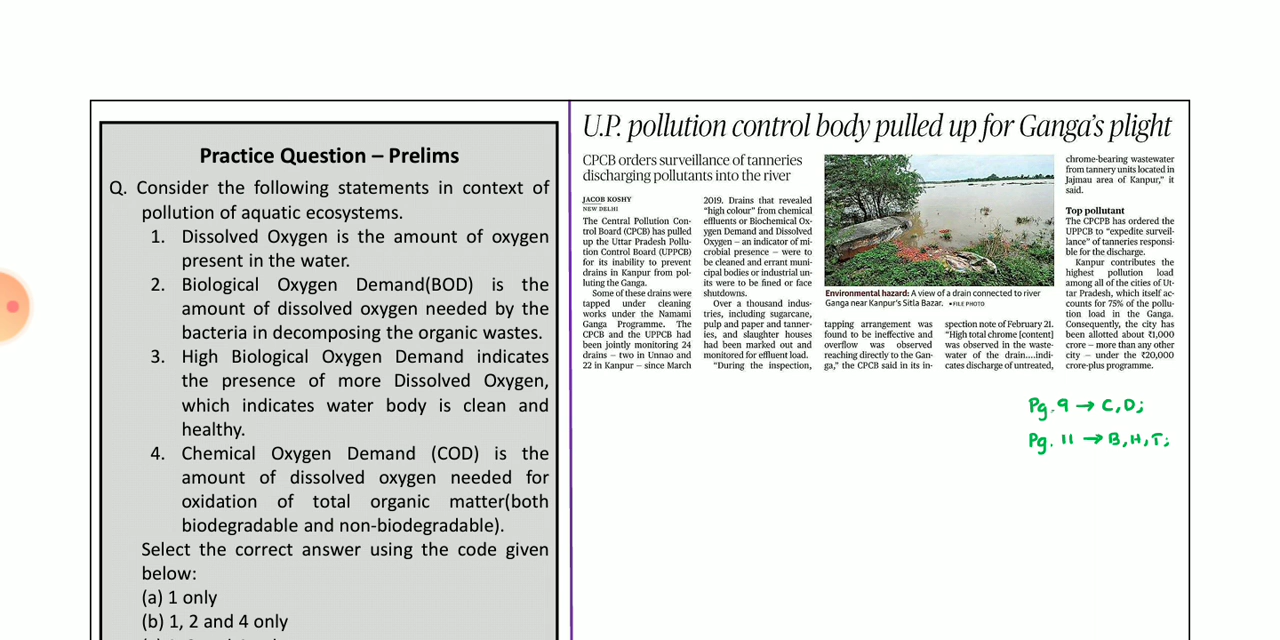 Practice Question – Prelims
Q. Consider the following statements in context of
pollution of aquatic ecosystems.
1. Dissolved Oxygen is the amount of oxygen
present in the water.
2. Biological Oxygen Demand(BOD) is the
amount of dissolved oxygen needed by the
bacteria in decomposing the organic wastes.
3. High Biological Oxygen Demand indicates
the presence of more Dissolved Oxygen,
which indicates water body is clean and
healthy.
4. Chemical Oxygen Demand (COD) is the
amount of dissolved oxygen needed for
oxidation of total organic matter(both
biodegradable and non-biodegradable).
Select the correct answer using the code given
below:
(a) 1 only
(b) 1, 2 and 4 only
U.P. pollution control body pulled up for Ganga's plight
CPCB orders surveillance of tanneries
discharging pollutants into the river
JACOB KOSHY
NEW DELHI
The Central Pollution Con-
trol Board (CPCB) has pulled
up the Uttar Pradesh Pollu-
tion Control Board (UPPCB)
for its inability to prevent
drains in Kanpur from pol-
luting the Ganga.
Some of these drains were
tapped under cleaning
works under the Namami
Ganga Programme. The
CPCB and the UPPCB had
been jointly monitoring 24
drains – two in Unnao and
22 in Kanpur – since March
2019. Drains that revealed
“high colour” from chemical
effluents or Biochemical Ox-
ygen Demand and Dissolved
Oxygen – an indicator of mi-
crobial presence – were to
be cleaned and errant muni-
cipal bodies or industrial un-
its were to be fined or face
shutdowns.
Over a thousand indus-
tries, including sugarcane,
pulp and paper and tanner-
ies, and slaughter houses
had been marked out and
monitored for effluent load.
“During the inspection,
Environmental hazard: A view of a drain connected to river
Ganga near Kanpur's Sitla Bazar. • FILE PHOTO
tapping arrangement was
found to be ineffective and
overflow was observed
reaching directly to the Gan-
ga,” the CPCB said in its in-
spection note of February 21.
“High total chrome [content]
was observed in the waste-
water of the drain....indi-
cates discharge of untreated,
chrome-bearing wastewater
from tannery units located in
Jajmau area of Kanpur,” it
said.
Top pollutant
The CPCPB has ordered the
UPPCB to “expedite surveil-
lance” of tanneries responsi-
ble for the discharge.
Kanpur contributes the
highest pollution load
among all of the cities of Ut-
tar Pradesh, which itself ac-
counts for 75% of the pollu-
tion load in the Ganga.
Consequently, the city has
been allotted about ₹1,000
crore – more than any other
city – under the ₹20,000
crore-plus programme.
Pg. 9 → C, D;
Pg. 11 → B, H, T;